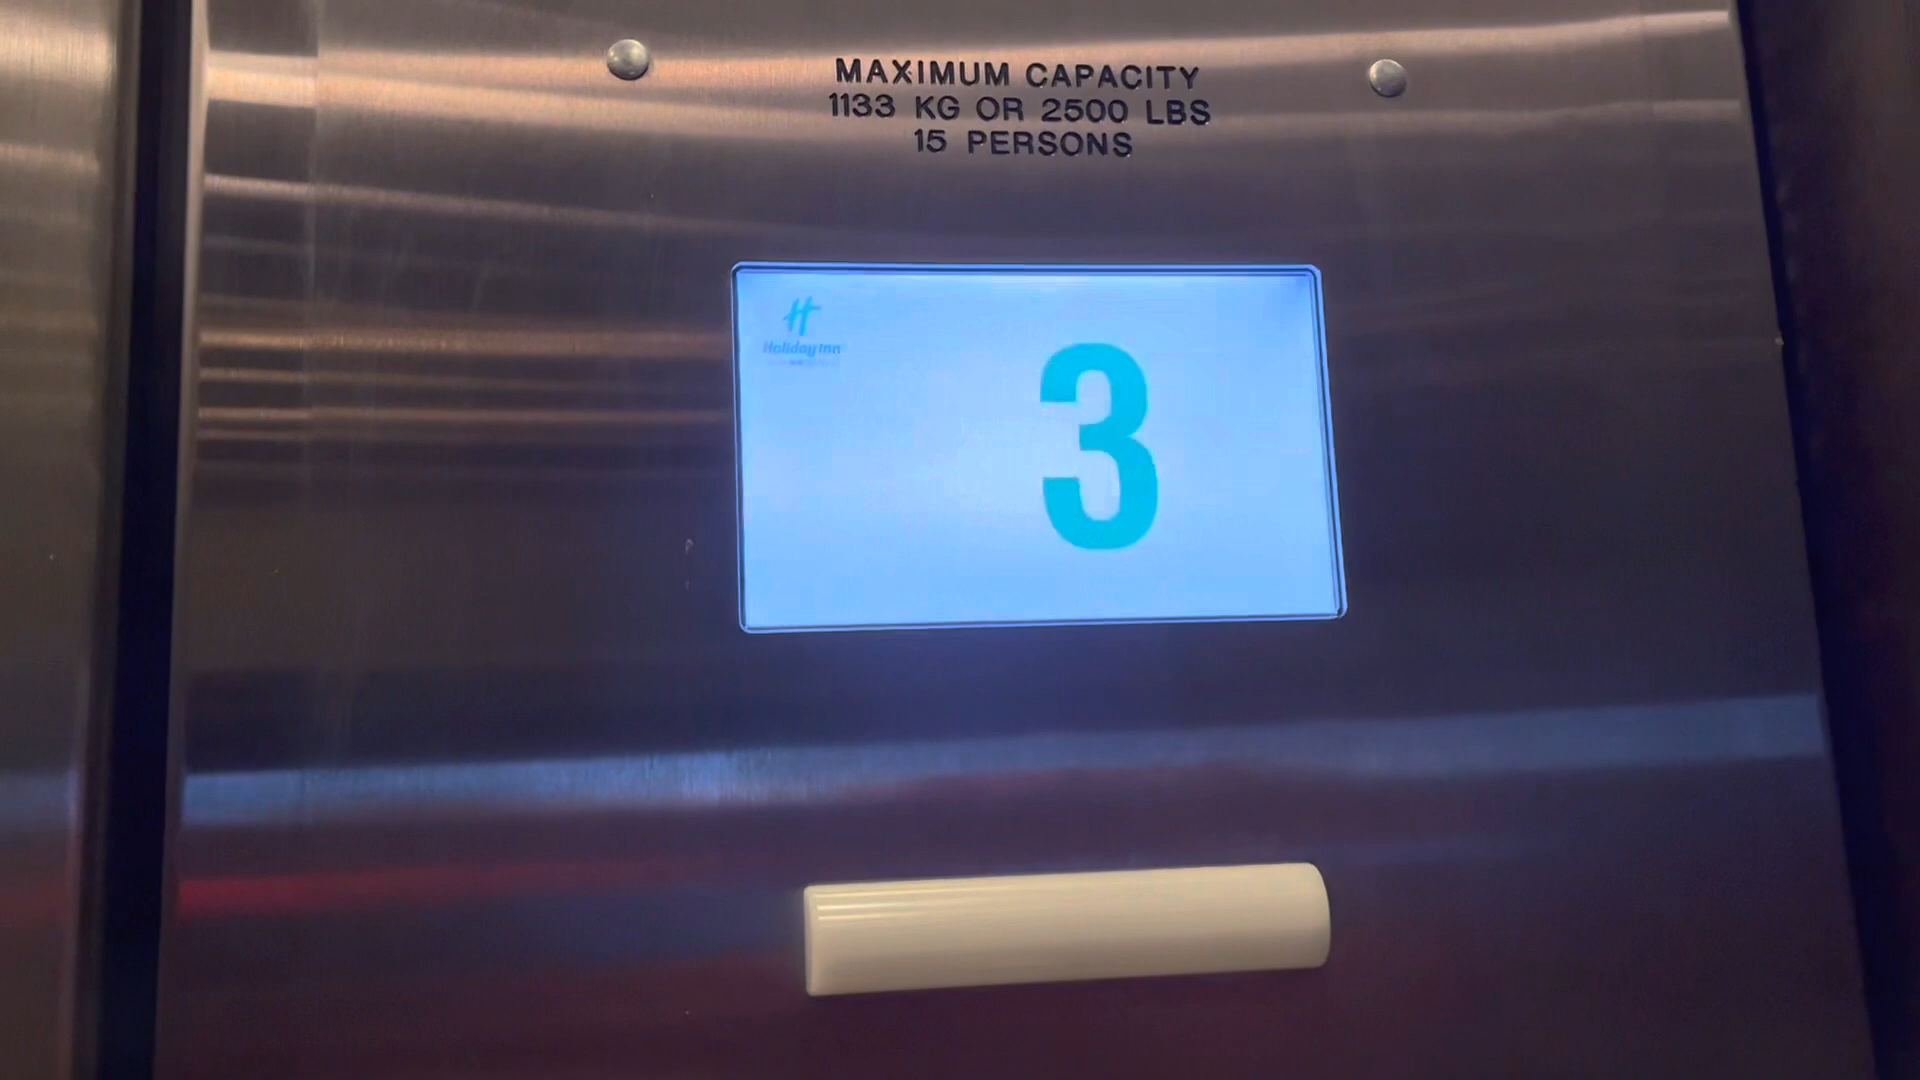 MAXIMUM CAPACITY
1133 KG OR 2500 LBS
15 PERSONS
Holiday Inn
3